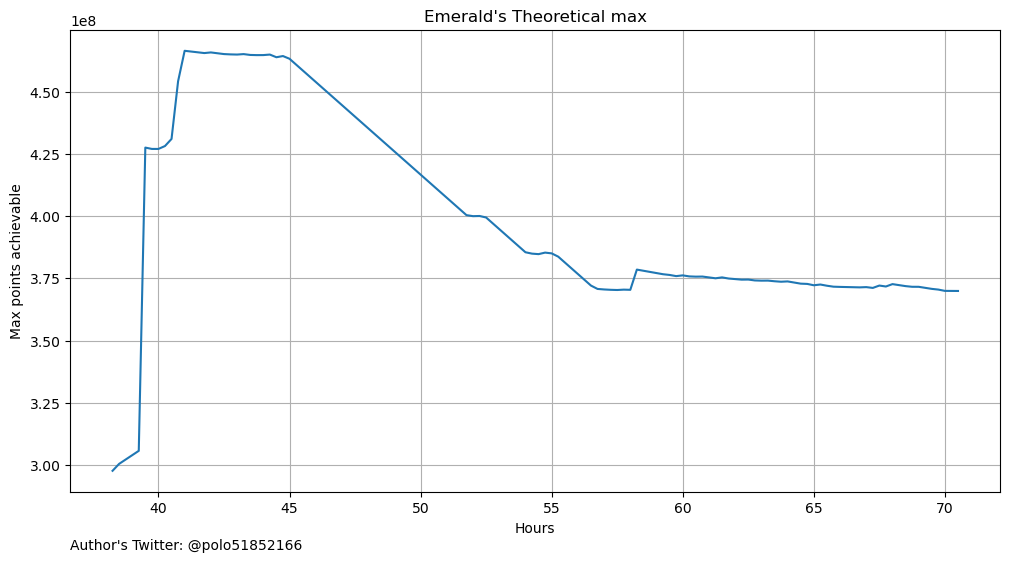 Emerald's Theoretical max
1e8
4.50
4.25
4.00
3.75
3.50
3.25
3.00
Max points achievable
40 45 50 55 60 65 70
Hours
Author's Twitter: @polo51852166